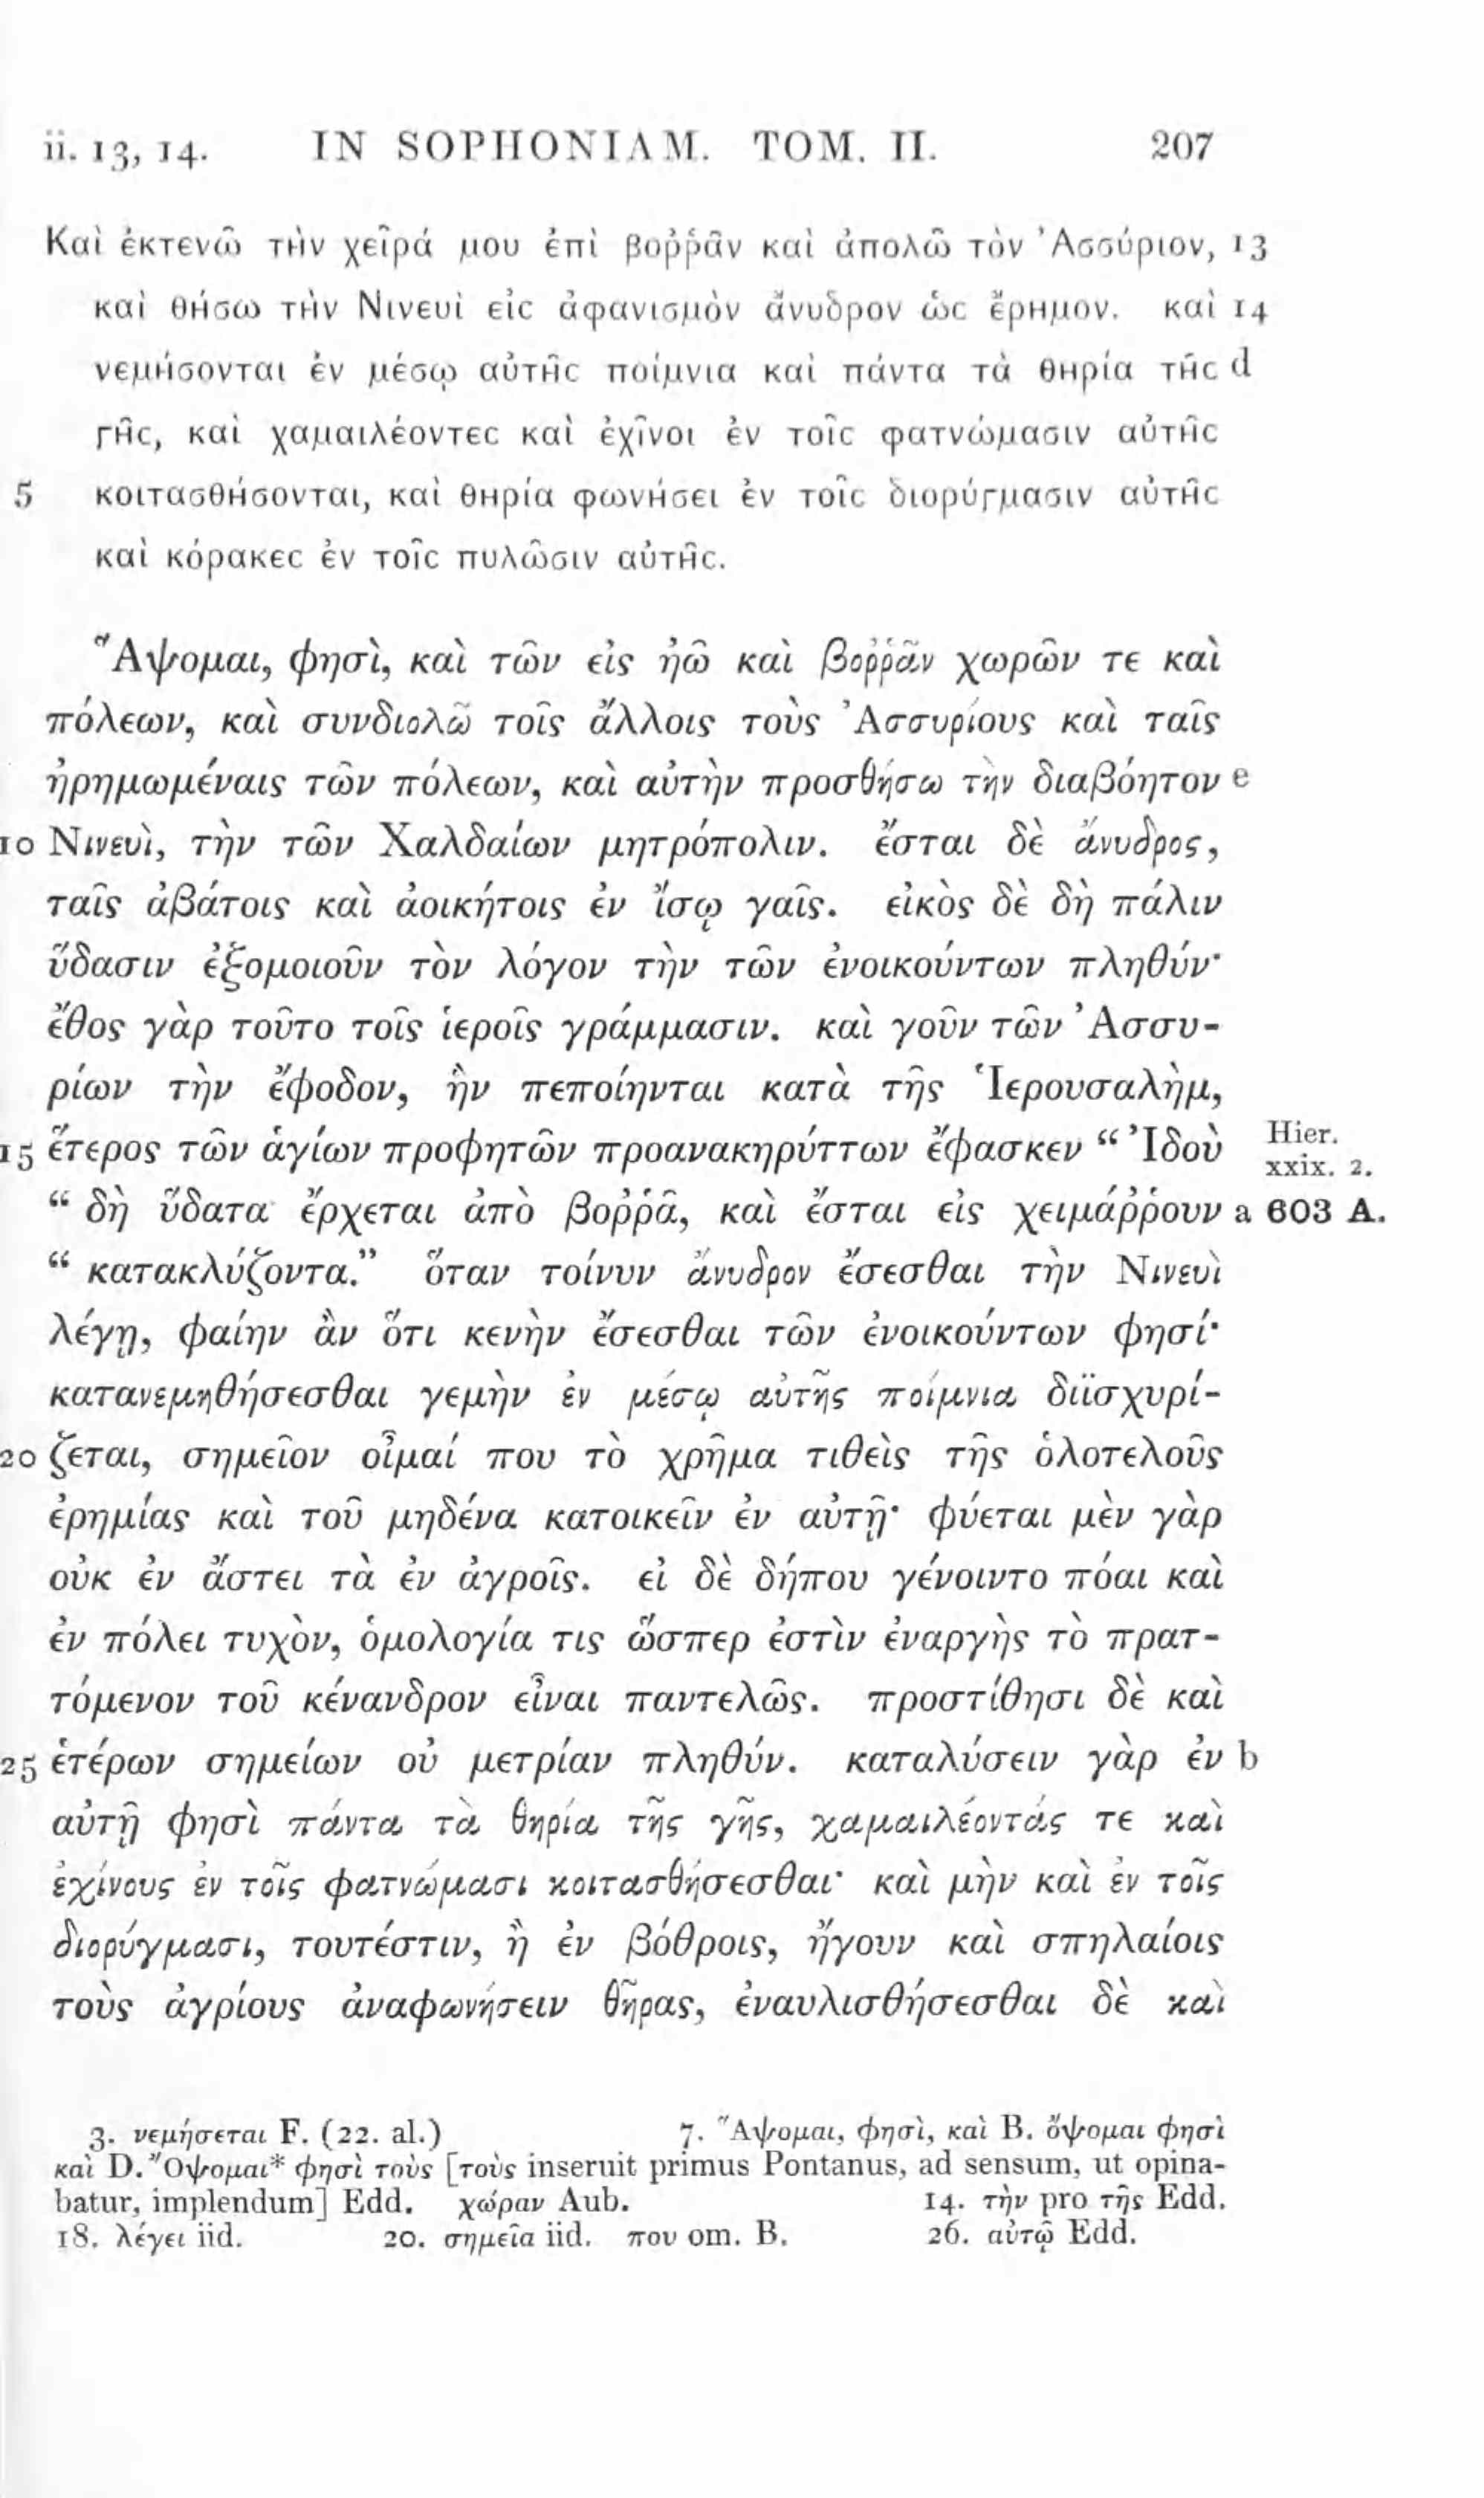 ii. 13, 14. IN SOPHONIAM. TOM. II. 207
Καὶ ἐκτενῶ τὴν χεῖρά μου ἐπὶ βοῤῥᾶν καὶ ἀπολῶ τὸν Ἀσσύριον, 13
καὶ θήσω τὴν Νινευὶ εἰς ἀφανισμὸν ἄνυδρον ὡς ἔρημον. καὶ 14
νεμήσονται ἐν μέσῳ αὐτῆς ποίμνια καὶ πάντα τὰ θηρία τῆς d
γῆς, καὶ χαμαιλέοντες καὶ ἐχῖνοι ἐν τοῖς φατνώμασιν αὐτῆς
5 κοιτασθήσονται, καὶ θηρία φωνήσει ἐν τοῖς διορύγμασιν αὐτῆς
καὶ κόρακες ἐν τοῖς πυλῶσιν αὐτῆς.
Ἅψομαι, φησὶ, καὶ τῶν εἰς ἠῶ καὶ βοῤῥᾶν χωρῶν τε καὶ
πόλεων, καὶ συνδιολῶ τοῖς ἄλλοις τοὺς Ἀσσυρίους καὶ ταῖς
ἠρημωμέναις τῶν πόλεων, καὶ αὐτὴν προσθήσω τὴν διαβόητον e
10 Νινευὶ, τὴν τῶν Χαλδαίων μητρόπολιν. ἔσται δὲ ἄνυδρος,
ταῖς ἀβάτοις καὶ ἀοικήτοις ἐν ἴσῳ γαῖς. εἰκὸς δὲ δὴ πάλιν
ὕδασιν ἐξομοιοῦν τὸν λόγον τὴν τῶν ἐνοικούντων πληθύν·
ἔθος γὰρ τοῦτο τοῖς ἱεροῖς γράμμασιν. καὶ γοῦν τῶν Ἀσσυ-
ρίων τὴν ἔφοδον, ἣν πεποίηνται κατὰ τῆς Ἱερουσαλὴμ,
15 ἕτερος τῶν ἁγίων προφητῶν προανακηρύττων ἔφασκεν “ Ἰδοὺ Hier. xxix. 2.
“ δὴ ὕδατα ἔρχεται ἀπὸ βοῤῥᾶ, καὶ ἔσται εἰς χειμάῤῥουν a 603 A.
“ κατακλύζοντα.” ὅταν τοίνυν ἄνυδρον ἔσεσθαι τὴν Νινευὶ
λέγῃ, φαίην ἂν ὅτι κενὴν ἔσεσθαι τῶν ἐνοικούντων φησί·
κατανεμηθήσεσθαι γεμὴν ἐν μέσῳ αὐτῆς ποίμνια διϊσχυρί-
20 ζεται, σημεῖον οἶμαί που τὸ χρῆμα τιθεὶς τῆς ὁλοτελοῦς
ἐρημίας καὶ τοῦ μηδένα κατοικεῖν ἐν αὐτῇ· φύεται μὲν γὰρ
οὐκ ἐν ἄστει τὰ ἐν ἀγροῖς. εἰ δὲ δήπου γένοιντο πόαι καὶ
ἐν πόλει τυχὸν, ὁμολογία τις ὥσπερ ἐστὶν ἐναργὴς τὸ πρατ-
τόμενον τοῦ κένανδρον εἶναι παντελῶς. προστίθησι δὲ καὶ
25 ἑτέρων σημείων οὐ μετρίαν πληθύν. καταλύσειν γὰρ ἐν b
αὐτῇ φησὶ πάντα τὰ θηρία τῆς γῆς, χαμαιλέοντάς τε καὶ
ἐχίνους ἐν τοῖς φατνώμασι κοιτασθήσεσθαι· καὶ μὴν καὶ ἐν τοῖς
διορύγμασι, τουτέστιν, ἢ ἐν βόθροις, ἤγουν καὶ σπηλαίοις
τοὺς ἀγρίους ἀναφωνήσειν θῆρας, ἐναυλισθήσεσθαι δὲ καὶ
3. νεμήσεται F. (22. al.) 7. Ἅψομαι, φησὶ, καὶ B. ὄψομαι φησὶ
καὶ D. Ὄψομαι* φησὶ τοὺς [τοὺς inseruit primus Pontanus, ad sensum, ut opina-
batur, implendum] Edd. χώραν Aub. 14. τὴν pro τῆς Edd.
18. λέγει iid. 20. σημεῖα iid. που om. B. 26. αὐτῷ Edd.